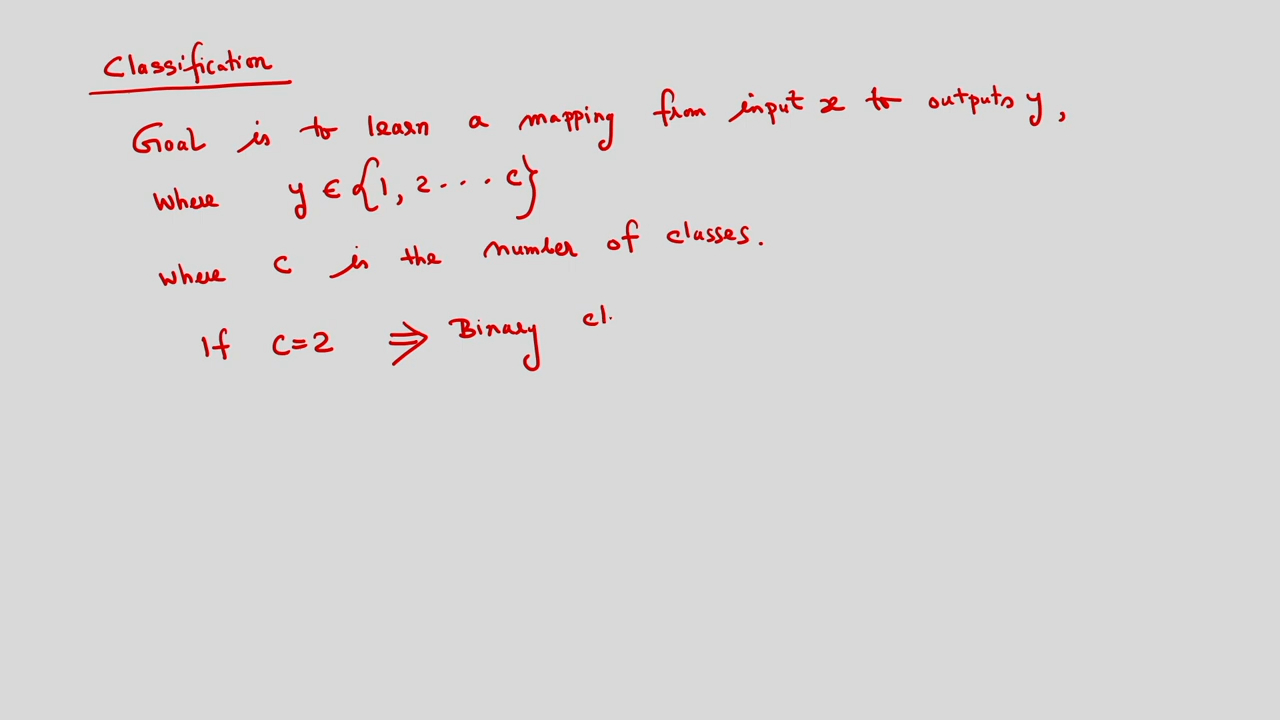 Classification
Goal is to learn a mapping from input x to outputs y,
where y ∈ {1, 2 ... C}
where C is the number of classes.
If C=2 ⇒ Binary cl.